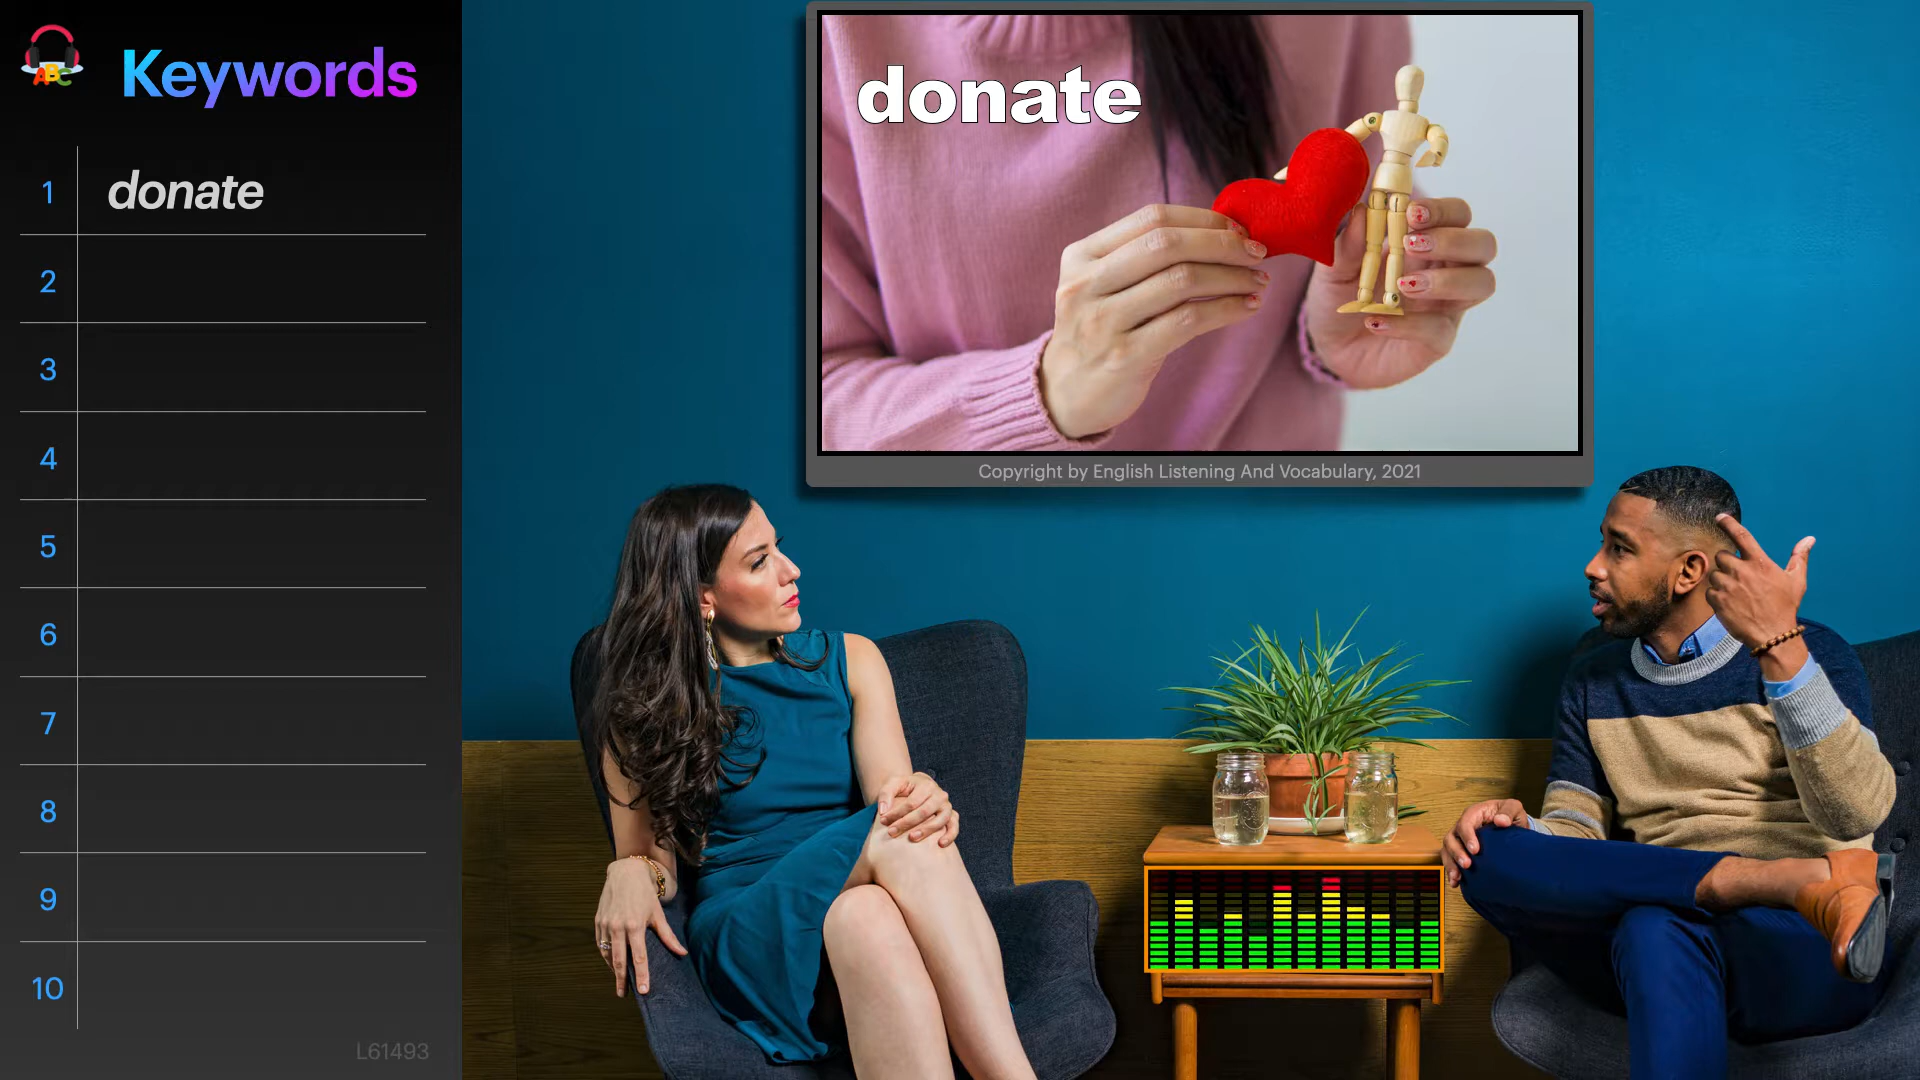 ABC
Keywords
1 donate
2
3
4
5
6
7
8
9
10
L61493
donate
Copyright by English Listening And Vocabulary, 2021